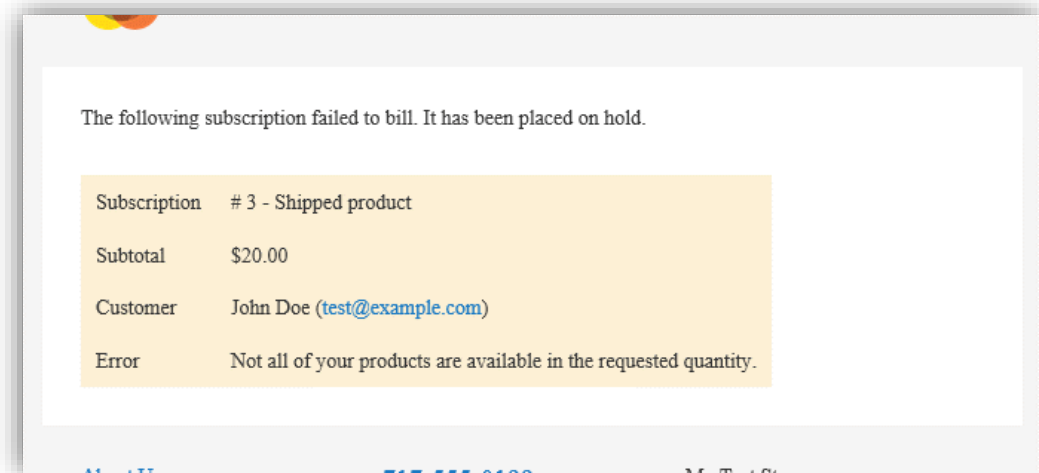 The following subscription failed to bill. It has been placed on hold.
Subscription # 3 - Shipped product
Subtotal $20.00
Customer John Doe (test@example.com)
Error Not all of your products are available in the requested quantity.